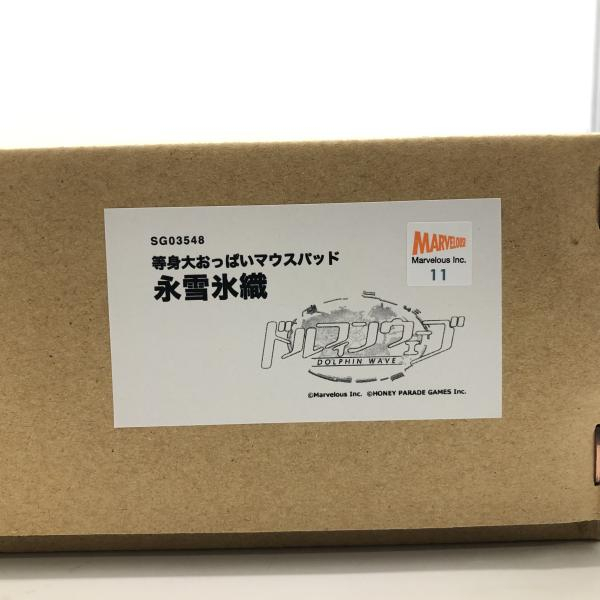 SG03548
等身大おっぱいマウスパッド
永雪氷織
MARVELOUS
Marvelous Inc.
11
ドルフィンウェーブ
DOLPHIN WAVE
©Marvelous Inc. ©HONEY PARADE GAMES Inc.